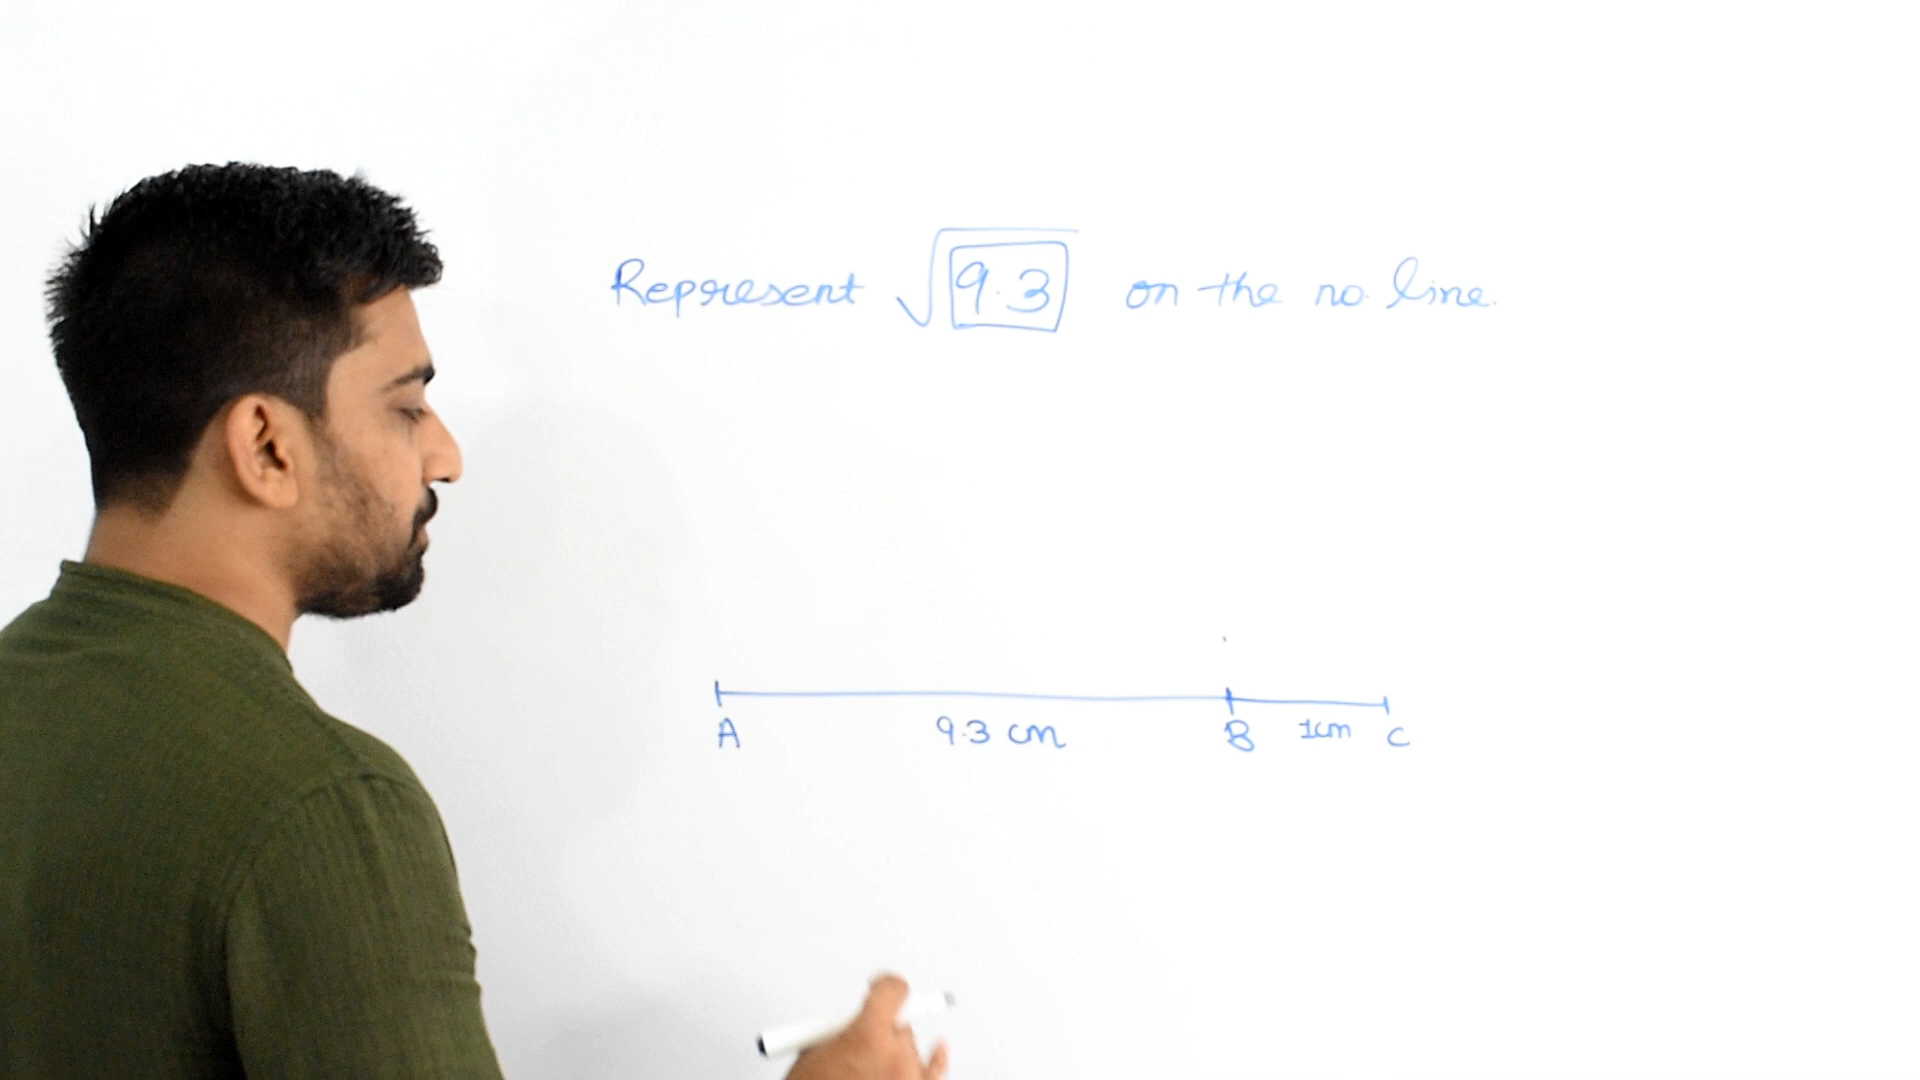 Represent √9.3 on the no. line.
A 9.3 cm B 1cm C